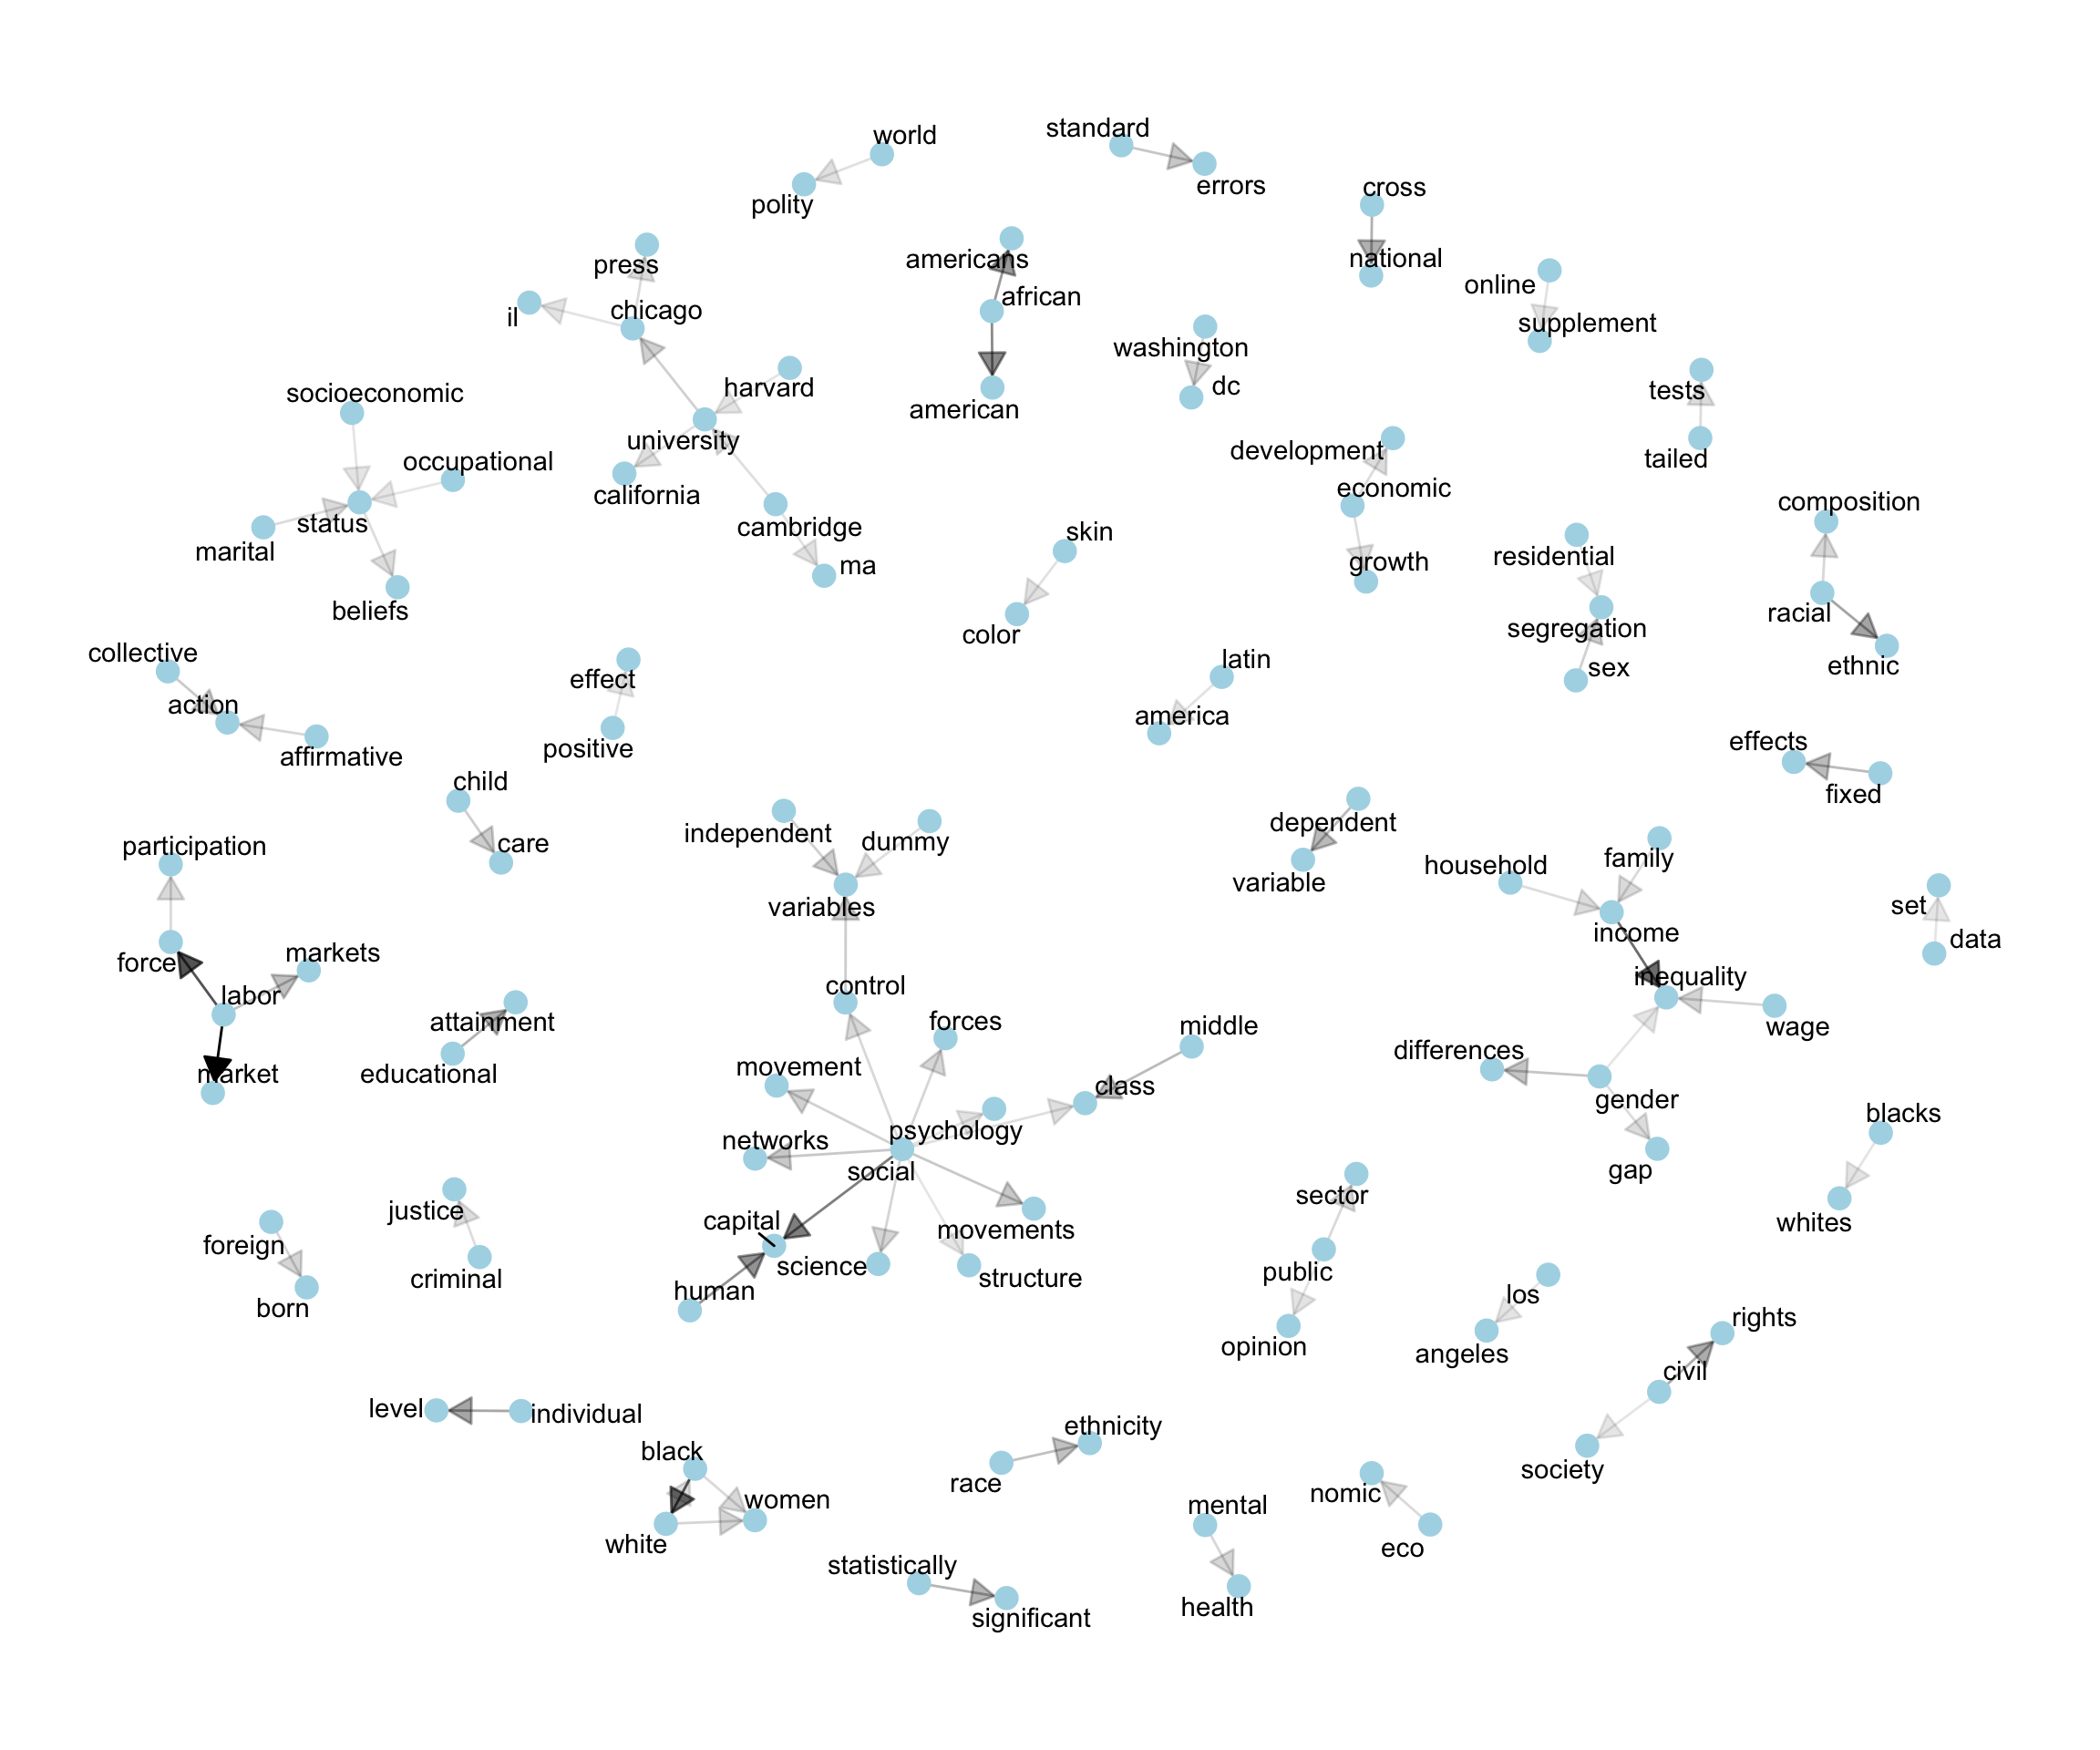 world
standard
polity
errors
cross
press
americans
national
online
il
chicago
african
supplement
washington
harvard
dc
tests
socioeconomic
american
university
development
tailed
occupational
california
economic
composition
status
cambridge
skin
marital
ma
growth
residential
beliefs
color
segregation
racial
collective
effect
latin
sex
ethnic
action
america
positive
affirmative
effects
child
fixed
independent
dummy
dependent
participation
care
household
family
variable
variables
set
income
data
force
markets
inequality
labor
control
attainment
forces
middle
wage
market
educational
movement
differences
class
gender
blacks
psychology
networks
social
gap
sector
justice
capital
movements
whites
foreign
science
public
criminal
structure
human
los
born
opinion
angeles
rights
civil
level
individual
ethnicity
black
society
race
women
nomic
mental
white
eco
statistically
health
significant